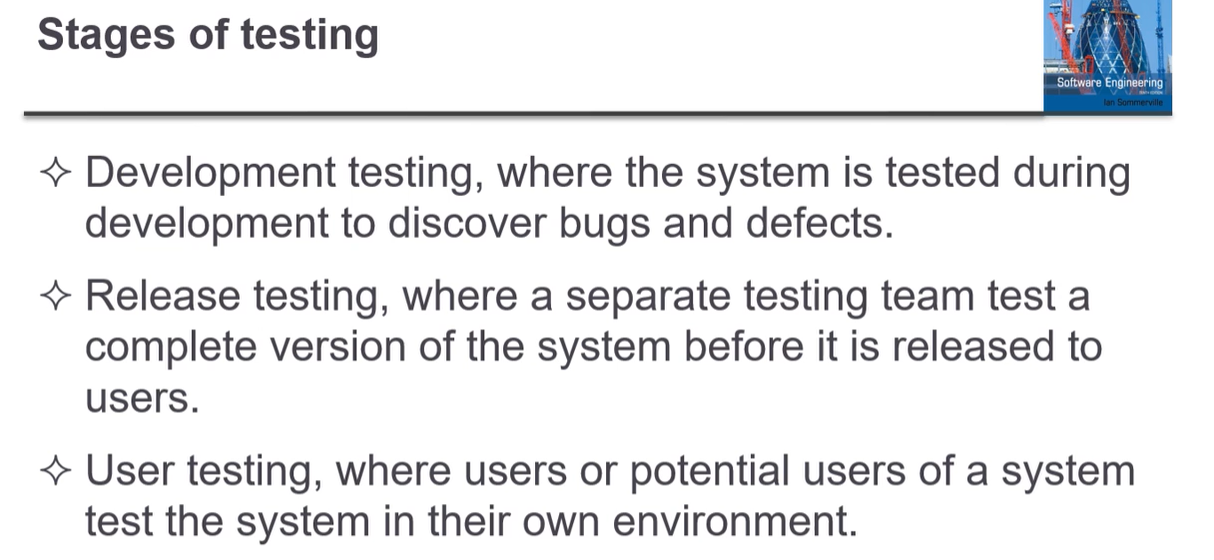 Stages of testing
Software Engineering
Ian Sommerville
✧ Development testing, where the system is tested during
development to discover bugs and defects.
✧ Release testing, where a separate testing team test a
complete version of the system before it is released to
users.
✧ User testing, where users or potential users of a system
test the system in their own environment.